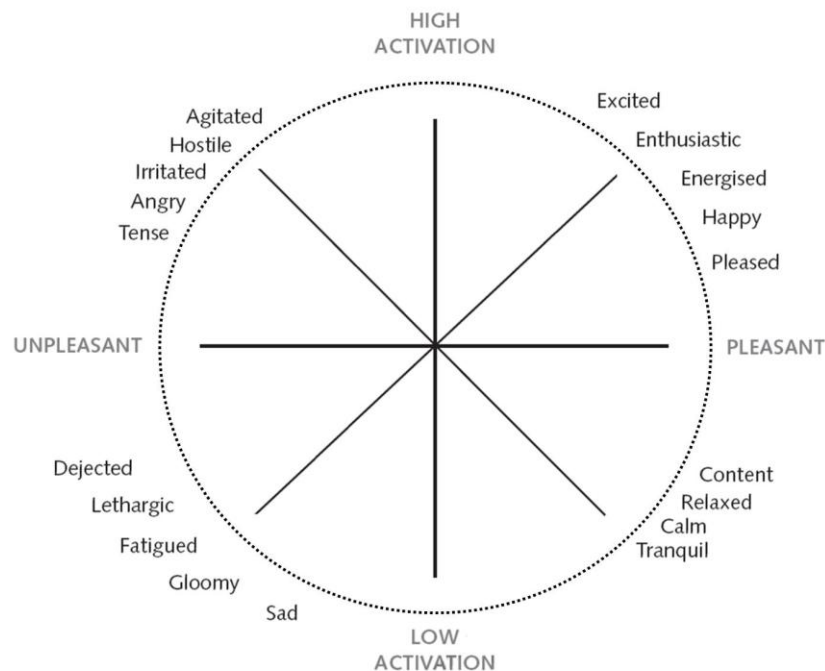 HIGH
ACTIVATION
Agitated
Hostile
Irritated
Angry
Tense
Excited
Enthusiastic
Energised
Happy
Pleased
UNPLEASANT
PLEASANT
Dejected
Lethargic
Fatigued
Gloomy
Sad
Content
Relaxed
Calm
Tranquil
LOW
ACTIVATION